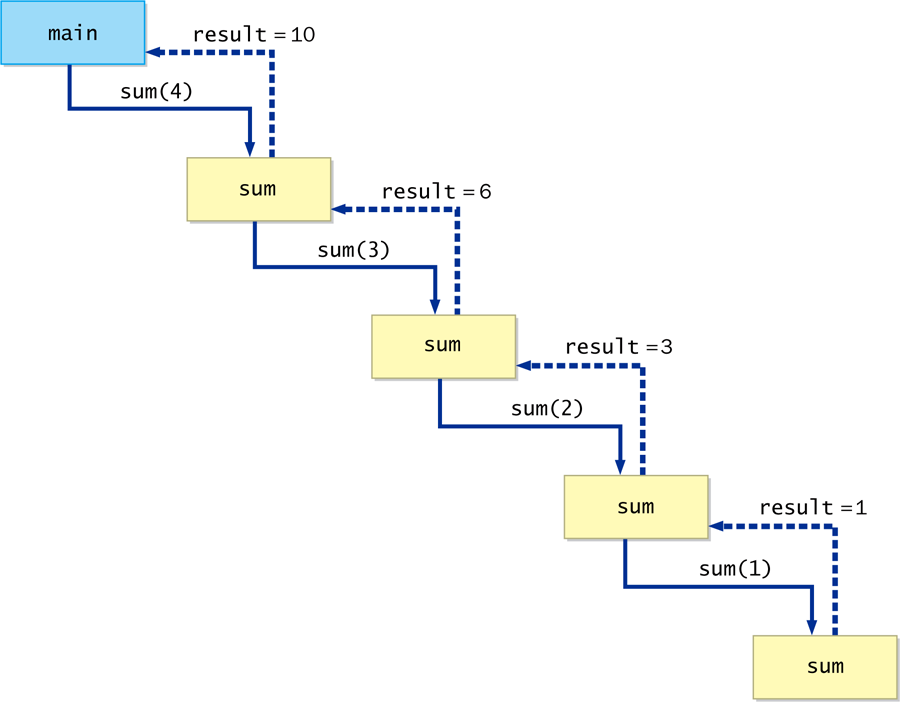 main
result = 10
sum(4)
sum
result = 6
sum(3)
sum
result =3
sum(2)
sum
result =1
sum(1)
sum